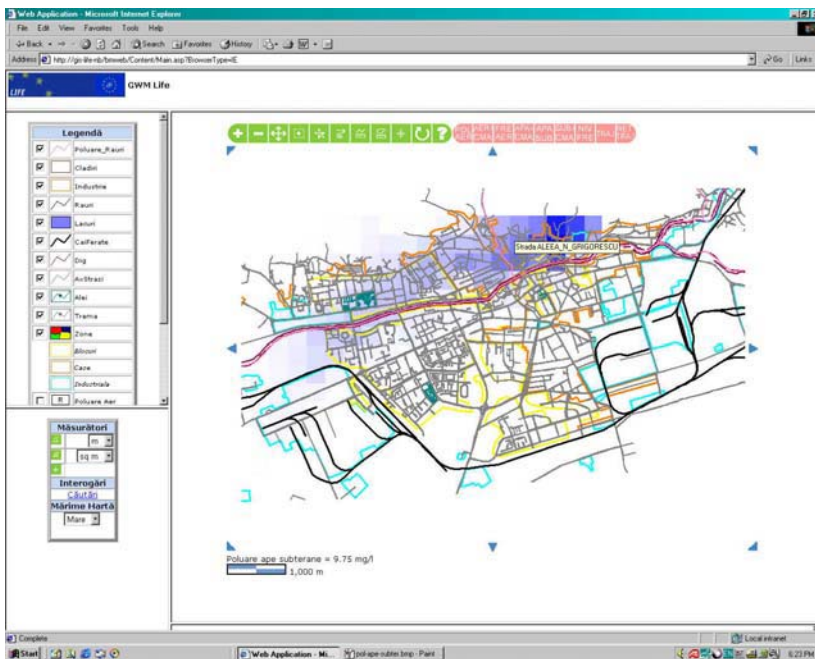 Web Application - Microsoft Internet Explorer
File Edit View Favorites Tools Help
Back Search Favorites History
Address http://gis-life-nb/bmweb/Content/Main.asp?BrowserType=IE Go Links
LIFE GWM Life
Legendă
Poluare_Rauri
Cladiri
Industrie
Rauri
Lacuri
CaiFerate
Dig
AxStrazi
Alei
Trama
Zone
Blocuri
Case
Industriale
R Poluare Aer
Măsurători
m
sq m
Interogări
Căutări
Mărime Hartă
Mare
Strada ALEEA_N_GRIGORESCU
Poluare ape subterane = 9.75 mg/l
1,000 m
Complete Local intranet
Start Web Application - Mi... pol-ape-subter.bmp - Paint 6:23 PM